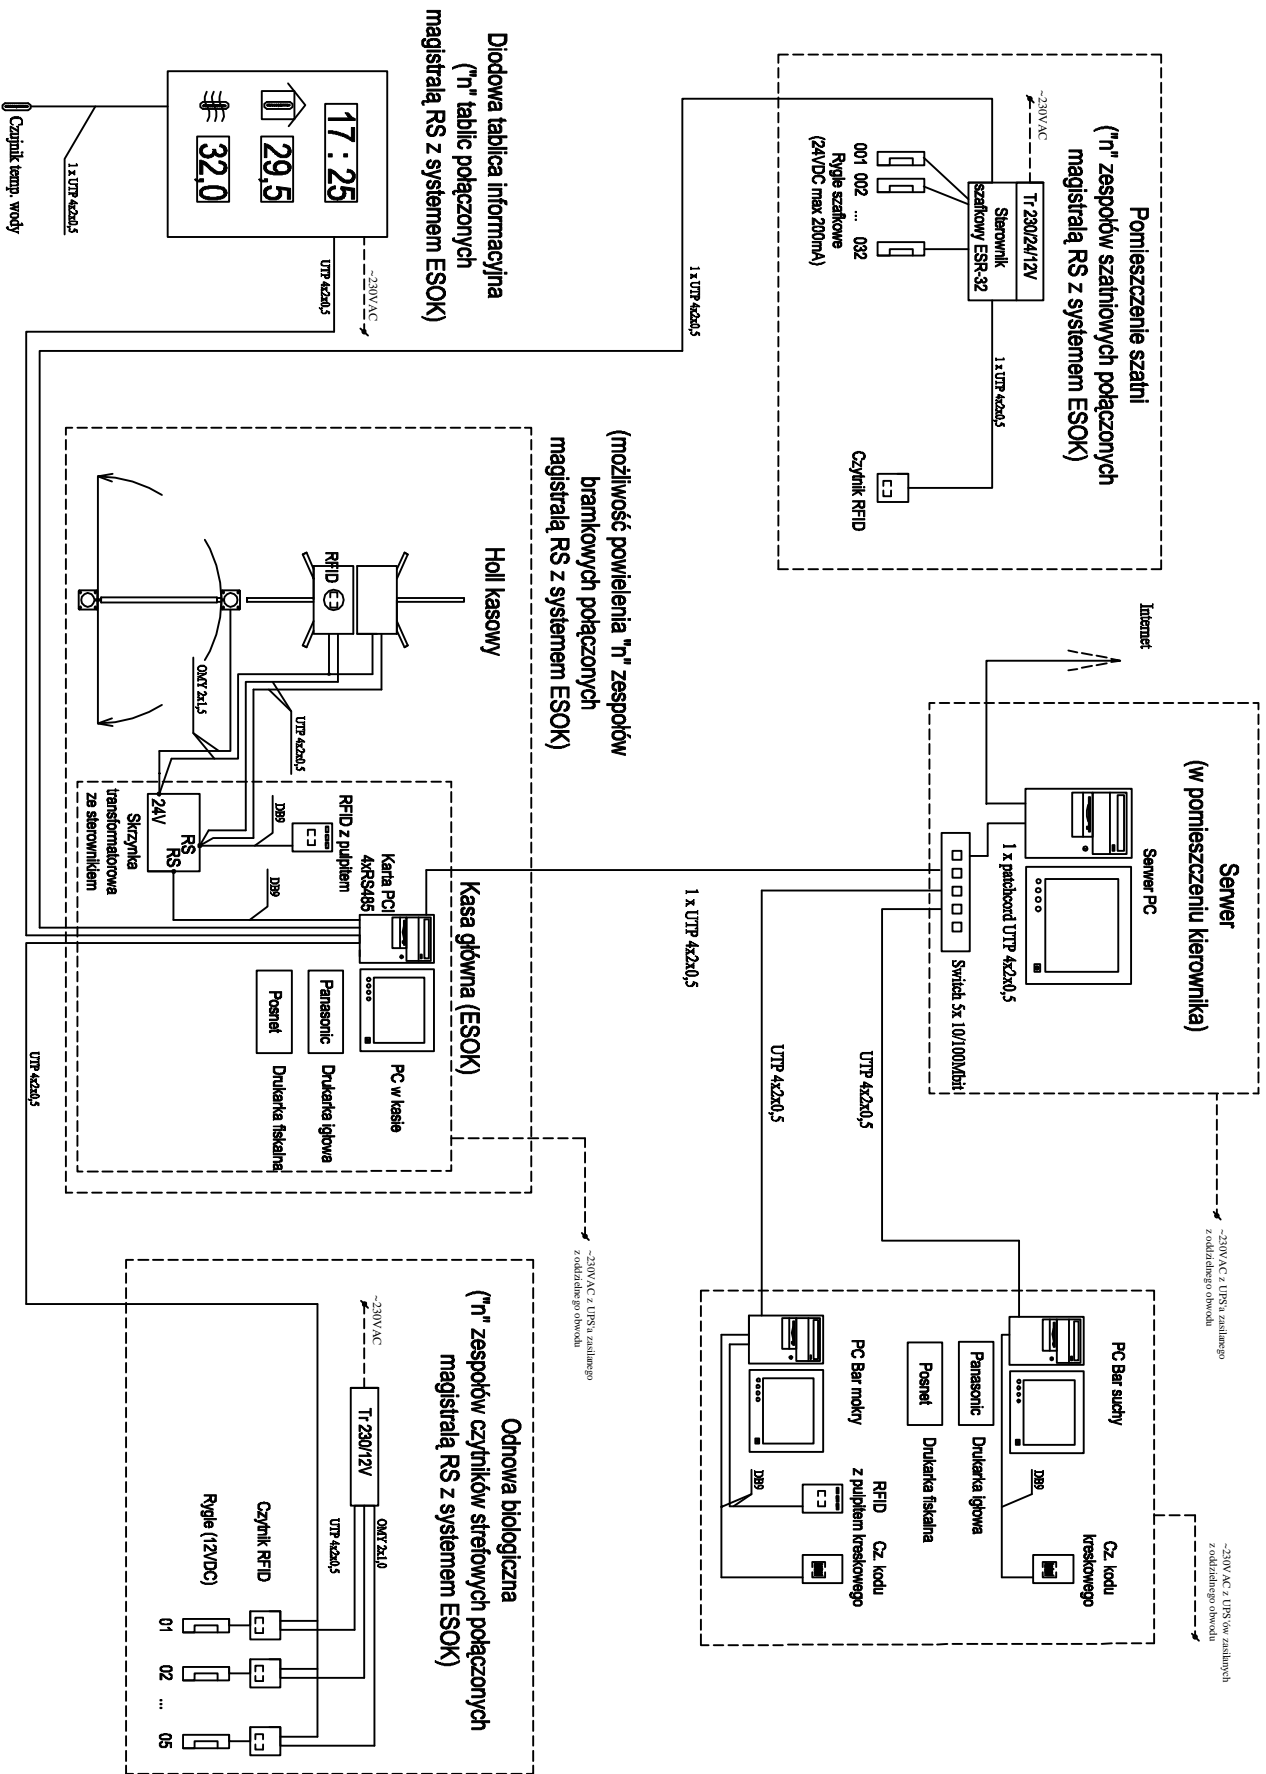 Pomieszczenie szatni
("n" zespołów szatniowych połączonych
magistralą RS z systemem ESOK)
~230VAC
Tr 230/24/12V
Sterownik
szafkowy ESR-32
001 002 ... 032
Rygle szafkowe
(24VDC max 200mA)
1 x UTP 4x2x0,5
Czytnik RFID
1 x UTP 4x2x0,5
Diodowa tablica informacyjna
("n" tablic połączonych
magistralą RS z systemem ESOK)
17:25
29,5
32,0
~230VAC
UTP 4x2x0,5
1 x UTP 4x2x0,5
Czujnik temp. wody
Serwer
(w pomieszczeniu kierownika)
Internet
Serwer PC
1 x patchcord UTP 4x2x0,5
Switch 5x 10/100Mbit
~230VAC z UPS'a zasilanego
z oddzielnego obwodu
1 x UTP 4x2x0,5
UTP 4x2x0,5
UTP 4x2x0,5
(możliwość powielenia "n" zespołów
bramkowych połączonych
magistralą RS z systemem ESOK)
Holl kasowy
RFID
OMY 2x1,5
UTP 4x2x0,5
Kasa główna (ESOK)
Karta PCI
4xRS485
RFID z pulpitem
DB9
24V
RS
RS
Skrzynka
transformatorowa
ze sterownikiem
DB9
PC w kasie
Panasonic
Drukarka igłowa
Posnet
Drukarka fiskalna
~230VAC z UPS'a zasilanego
z oddzielnego obwodu
UTP 4x2x0,5
PC Bar suchy
Panasonic
Drukarka igłowa
Posnet
Drukarka fiskalna
DB9
Cz. kodu
kreskowego
PC Bar mokry
DB9
RFID
z pulpitem
Cz. kodu
kreskowego
~230VAC z UPS'ów zasilanych
z oddzielnego obwodu
Odnowa biologiczna
("n" zespołów czytników strefowych połączonych
magistralą RS z systemem ESOK)
~230VAC
Tr 230/12V
OMY 2x1,0
UTP 4x2x0,5
Czytnik RFID
Rygle (12VDC)
01 02 ... 05